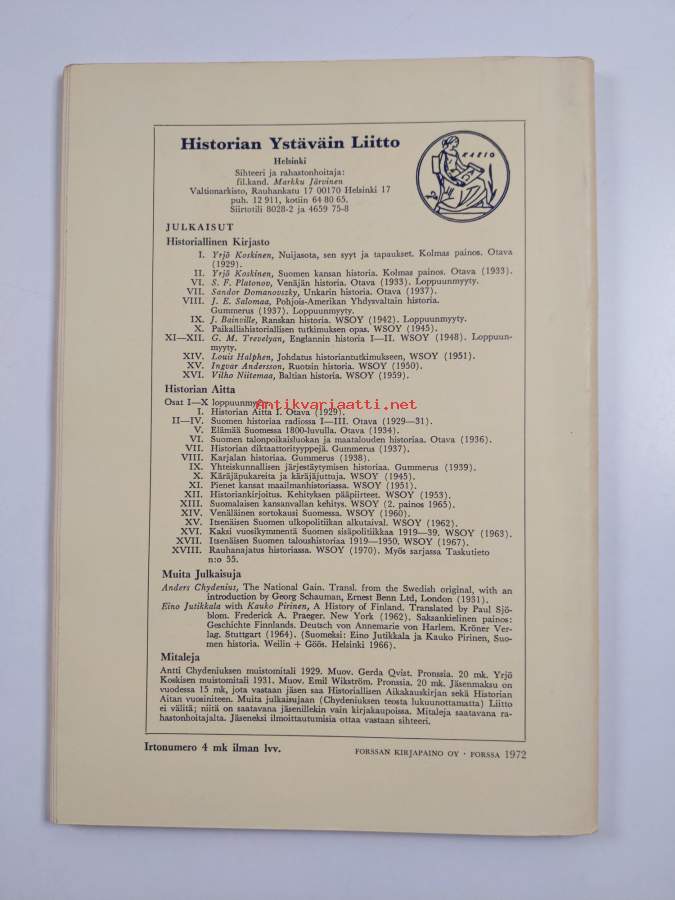 Historian Ystäväin Liitto
Helsinki
Sihteeri ja rahastonhoitaja:
fil.kand. Markku Järvinen
Valtionarkisto, Rauhankatu 17 00170 Helsinki 17
puh. 12 911, kotiin 64 80 65.
Siirtotili 8028-2 ja 4659 75-8
KLEIO
JULKAISUT
Historiallinen Kirjasto
I. Yrjö Koskinen, Nuijasota, sen syyt ja tapaukset. Kolmas painos. Otava
(1929).
II. Yrjö Koskinen, Suomen kansan historia. Kolmas painos. Otava (1933).
VI. S. F. Platonov, Venäjän historia. Otava (1933). Loppuunmyyty.
VII. Sandor Domanovszky, Unkarin historia. Otava (1937).
VIII. J. E. Salomaa, Pohjois-Amerikan Yhdysvaltain historia.
Gummerus (1937). Loppuunmyyty.
IX. J. Bainville, Ranskan historia. WSOY (1942). Loppuunmyyty.
X. Paikallishistoriallisen tutkimuksen opas. WSOY (1945).
XI—XII. G. M. Trevelyan, Englannin historia I—II. WSOY (1948). Loppuun-
myyty.
XIV. Louis Halphen, Johdatus historiantutkimukseen, WSOY (1951).
XV. Ingvar Andersson, Ruotsin historia. WSOY (1950).
XVI. Vilho Niitemaa, Baltian historia. WSOY (1959).
Historian Aitta
Osat I—X loppuunmyyty.
Antikvariaatti.net
I. Historian Aitta I. Otava (1929).
II—IV. Suomen historiaa radiossa I—III. Otava (1929—31).
V. Elämää Suomessa 1800-luvulla. Otava (1934).
VI. Suomen talonpoikaisluokan ja maatalouden historiaa. Otava (1936).
VII. Historian diktaattorityyppejä. Gummerus (1937).
VIII. Karjalan historiaa. Gummerus (1938).
IX. Yhteiskunnallisen järjestäytymisen historiaa. Gummerus (1939).
X. Käräjäpukareita ja käräjäjuttuja. WSOY (1945).
XI. Pienet kansat maailmanhistoriassa. WSOY (1951).
XII. Historiankirjoitus. Kehityksen pääpiirteet. WSOY (1953).
XIII. Suomalaisen kansanvallan kehitys. WSOY (2. painos 1965).
XIV. Venäläinen sortokausi Suomessa. WSOY (1960).
XV. Itsenäisen Suomen ulkopolitiikan alkutaival. WSOY (1962).
XVI. Kaksi vuosikymmentä Suomen sisäpolitiikkaa 1919—39. WSOY (1963).
XVII. Itsenäisen Suomen taloushistoriaa 1919—1950. WSOY (1967).
XVIII. Rauhanajatus historiassa. WSOY (1970). Myös sarjassa Taskutieto
n:o 55.
Muita Julkaisuja
Anders Chydenius, The National Gain. Transl. from the Swedish original, with an
introduction by Georg Schauman, Ernest Benn Ltd, London (1931).
Eino Jutikkala with Kauko Pirinen, A History of Finland. Translated by Paul Sjö-
blom. Frederick A. Praeger. New York (1962). Saksankielinen painos:
Geschichte Finnlands. Deutsch von Annemarie von Harlem. Kröner Ver-
lag. Stuttgart (1964). (Suomeksi: Eino Jutikkala ja Kauko Pirinen, Suo-
men historia. Weilin + Göös. Helsinki 1966).
Mitaleja
Antti Chydeniuksen muistomitali 1929. Muov. Gerda Qvist. Pronssia. 20 mk. Yrjö
Koskisen muistomitali 1931. Muov. Emil Wikström. Pronssia. 20 mk. Jäsenmaksu on
vuodessa 15 mk, jota vastaan jäsen saa Historiallisen Aikakauskirjan sekä Historian
Aitan vuosiniteen. Muita julkaisujaan (Chydeniuksen teosta lukuunottamatta) Liitto
ei välitä; niitä on saatavana jäsenillekin vain kirjakaupoissa. Mitaleja saatavana ra-
hastonhoitajalta. Jäseneksi ilmoittautumisia ottaa vastaan sihteeri.
Irtonumero 4 mk ilman lvv.
FORSSAN KIRJAPAINO OY · FORSSA 1972